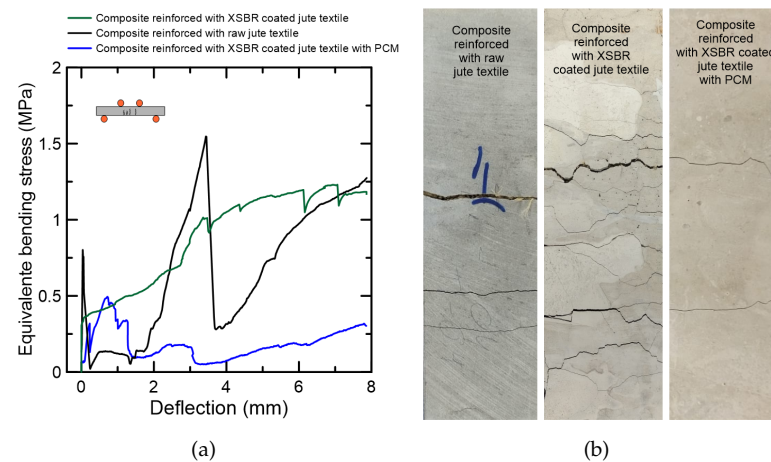 Composite reinforced with XSBR coated jute textile
Composite reinforced with raw jute textile
Composite reinforced with XSBR coated jute textile with PCM
Equivalente bending stress (MPa)
2
1.5
1
0.5
0
0
2
4
6
8
Deflection (mm)
(a)
Composite
reinforced
with raw
jute textile
Composite
reinforced
with XSBR
coated jute textile
Composite
reinforced
with XSBR coated
jute textile
with PCM
(b)